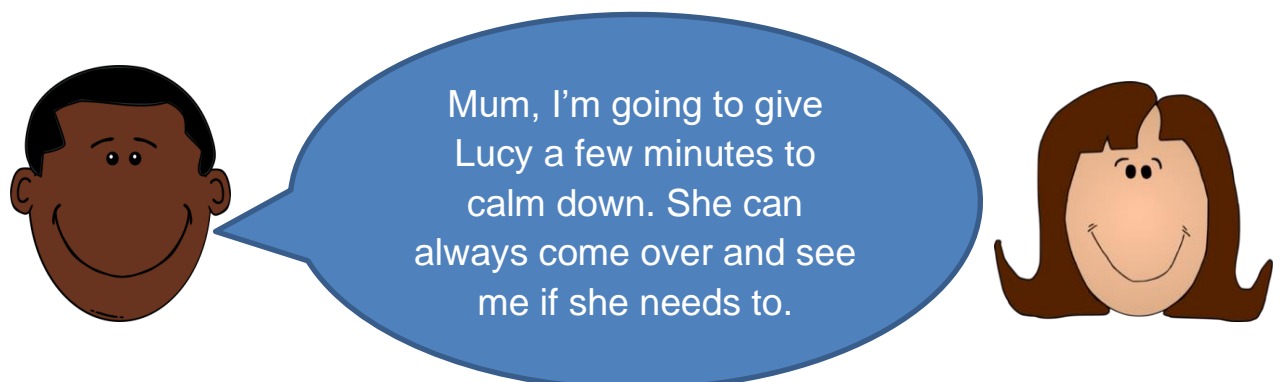 Mum, I’m going to give
Lucy a few minutes to
calm down. She can
always come over and see
me if she needs to.